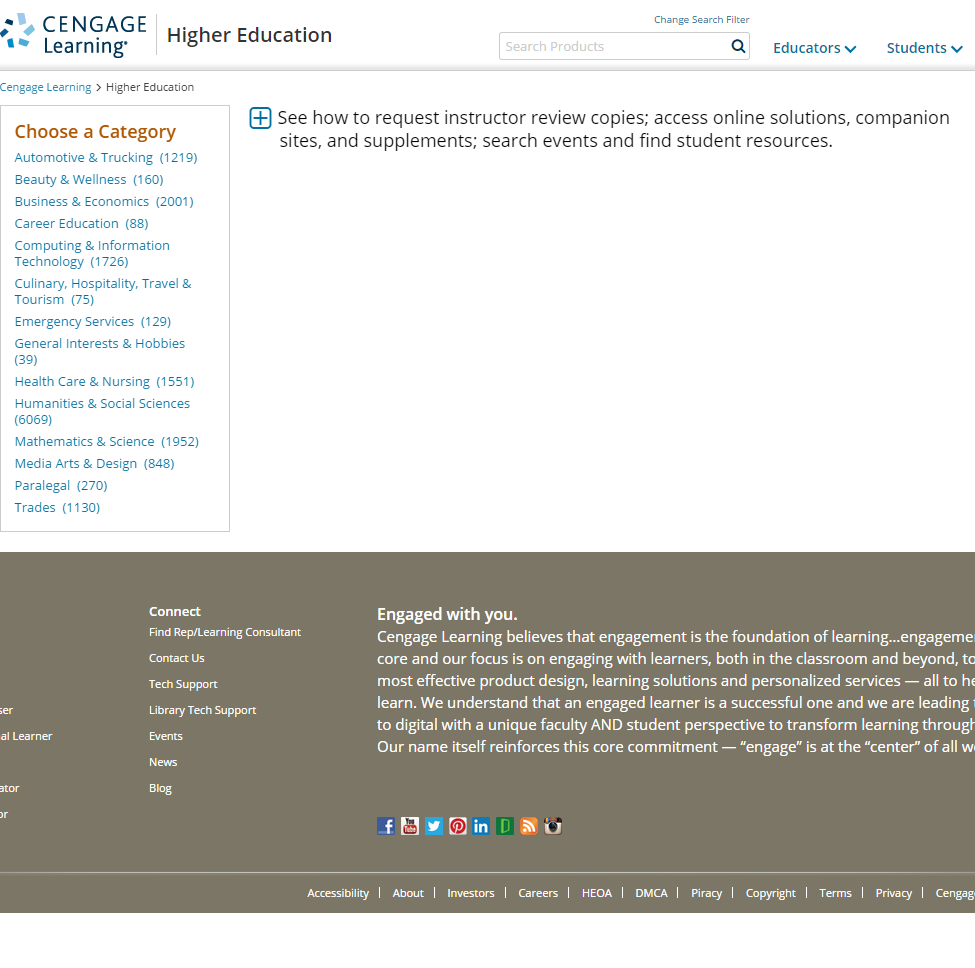 CENGAGE
Learning®
Higher Education
Change Search Filter
Search Products
Educators
Students
Cengage Learning > Higher Education
Choose a Category
Automotive & Trucking (1219)
Beauty & Wellness (160)
Business & Economics (2001)
Career Education (88)
Computing & Information
Technology (1726)
Culinary, Hospitality, Travel &
Tourism (75)
Emergency Services (129)
General Interests & Hobbies
(39)
Health Care & Nursing (1551)
Humanities & Social Sciences
(6069)
Mathematics & Science (1952)
Media Arts & Design (848)
Paralegal (270)
Trades (1130)
See how to request instructor review copies; access online solutions, companion
sites, and supplements; search events and find student resources.
ser
al Learner
ator
or
Connect
Find Rep/Learning Consultant
Contact Us
Tech Support
Library Tech Support
Events
News
Blog
Engaged with you.
Cengage Learning believes that engagement is the foundation of learning...engageme
core and our focus is on engaging with learners, both in the classroom and beyond, to
most effective product design, learning solutions and personalized services — all to he
learn. We understand that an engaged learner is a successful one and we are leading
to digital with a unique faculty AND student perspective to transform learning through
Our name itself reinforces this core commitment — “engage” is at the “center” of all w
You Tube
Accessibility | About | Investors | Careers | HEOA | DMCA | Piracy | Copyright | Terms | Privacy | Cengag